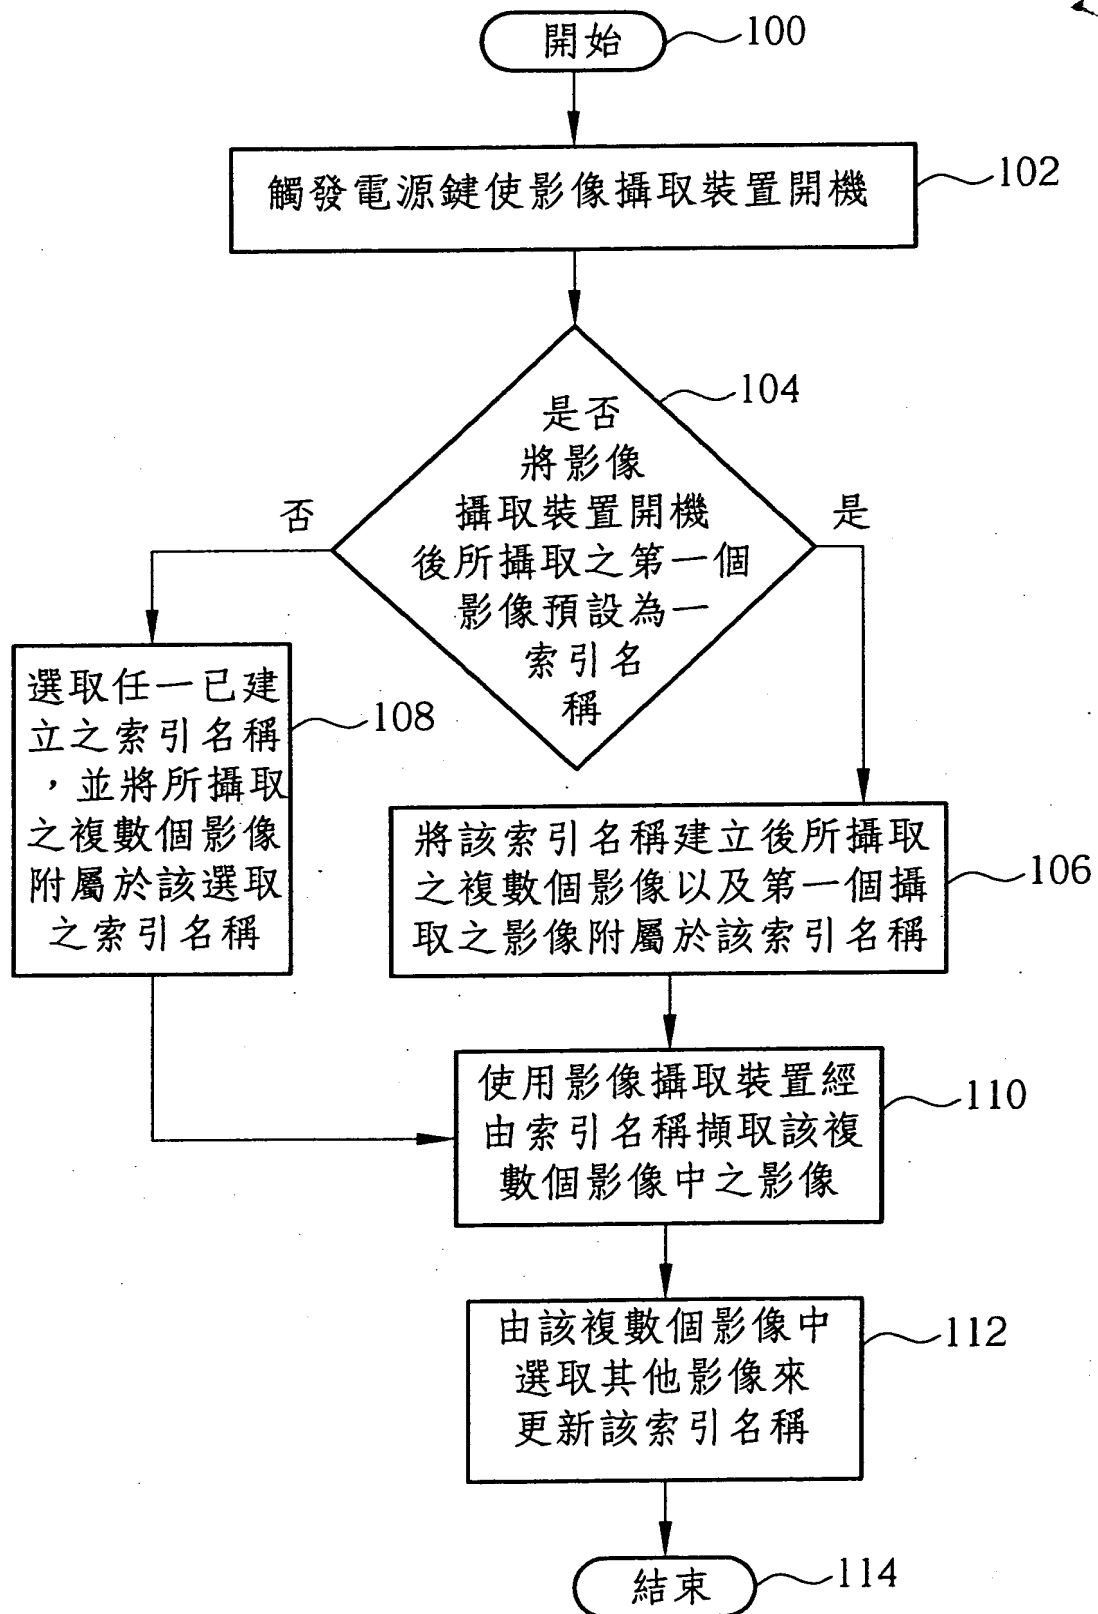 開始
100
觸發電源鍵使影像攝取裝置開機
102
104
是否
將影像
攝取裝置開機
後所攝取之第一個
影像預設為一
索引名
稱
否
是
選取任一已建
立之索引名稱
，並將所攝取
之複數個影像
附屬於該選取
之索引名稱
108
將該索引名稱建立後所攝取
之複數個影像以及第一個攝
取之影像附屬於該索引名稱
106
使用影像攝取裝置經
由索引名稱擷取該複
數個影像中之影像
110
由該複數個影像中
選取其他影像來
更新該索引名稱
112
結束
114